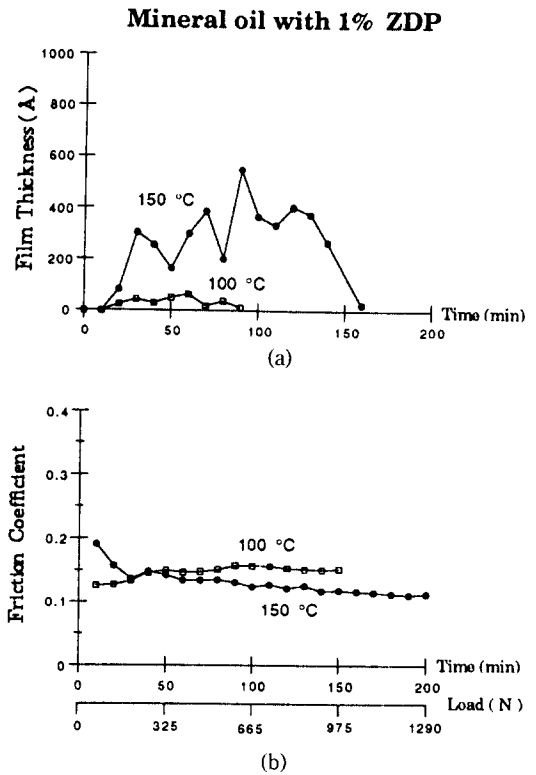 Mineral oil with 1% ZDP
Film Thickness (Å)
1000
800
600
400
200
0
150 °C
100 °C
0
50
100
150
200
Time (min)
(a)
Friction Coefficient
0.4
0.3
0.2
0.1
0
100 °C
150 °C
0
50
100
150
200
Time (min)
Load ( N )
0
325
665
975
1290
(b)